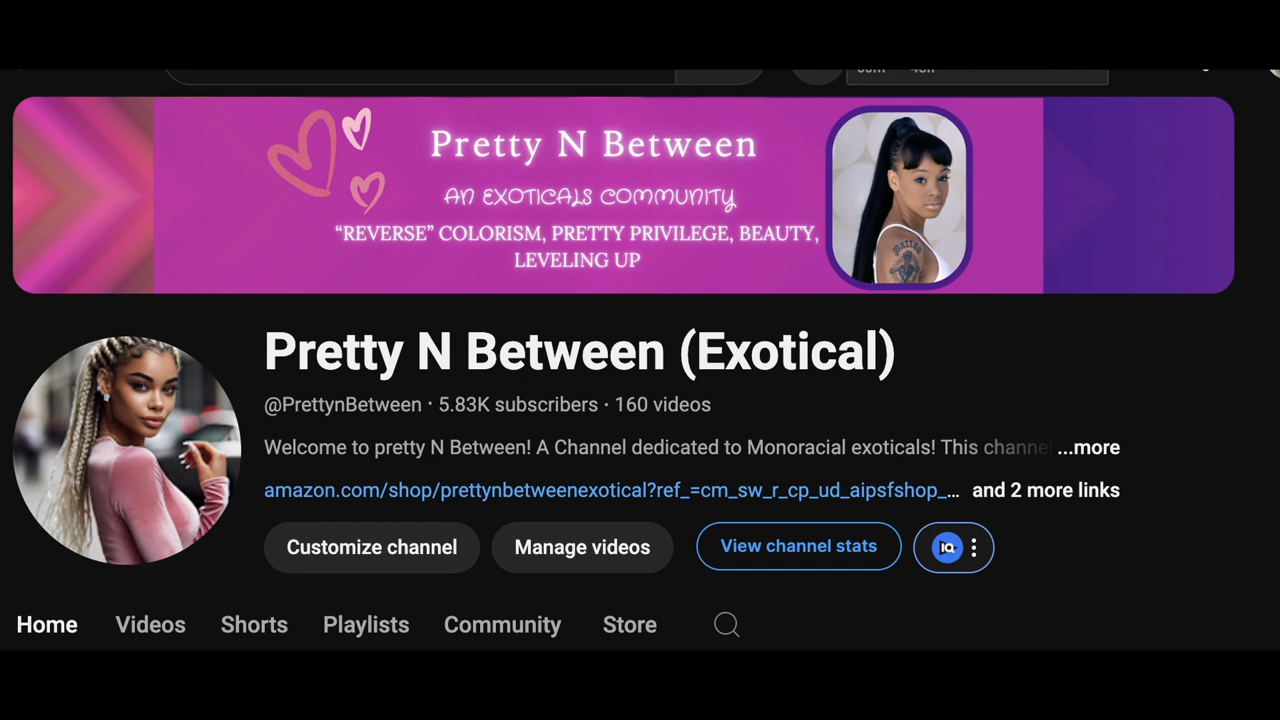 Pretty N Between
AN EXOTICALS COMMUNITY
“REVERSE” COLORISM, PRETTY PRIVILEGE, BEAUTY,
LEVELING UP
Pretty N Between (Exotical)
@PrettynBetween · 5.83K subscribers · 160 videos
Welcome to pretty N Between! A Channel dedicated to Monoracial exoticals! This channe ...more
amazon.com/shop/prettynbetweenexotical?ref_=cm_sw_r_cp_ud_aipsfshop_... and 2 more links
Customize channel Manage videos View channel stats IQ
Home Videos Shorts Playlists Community Store